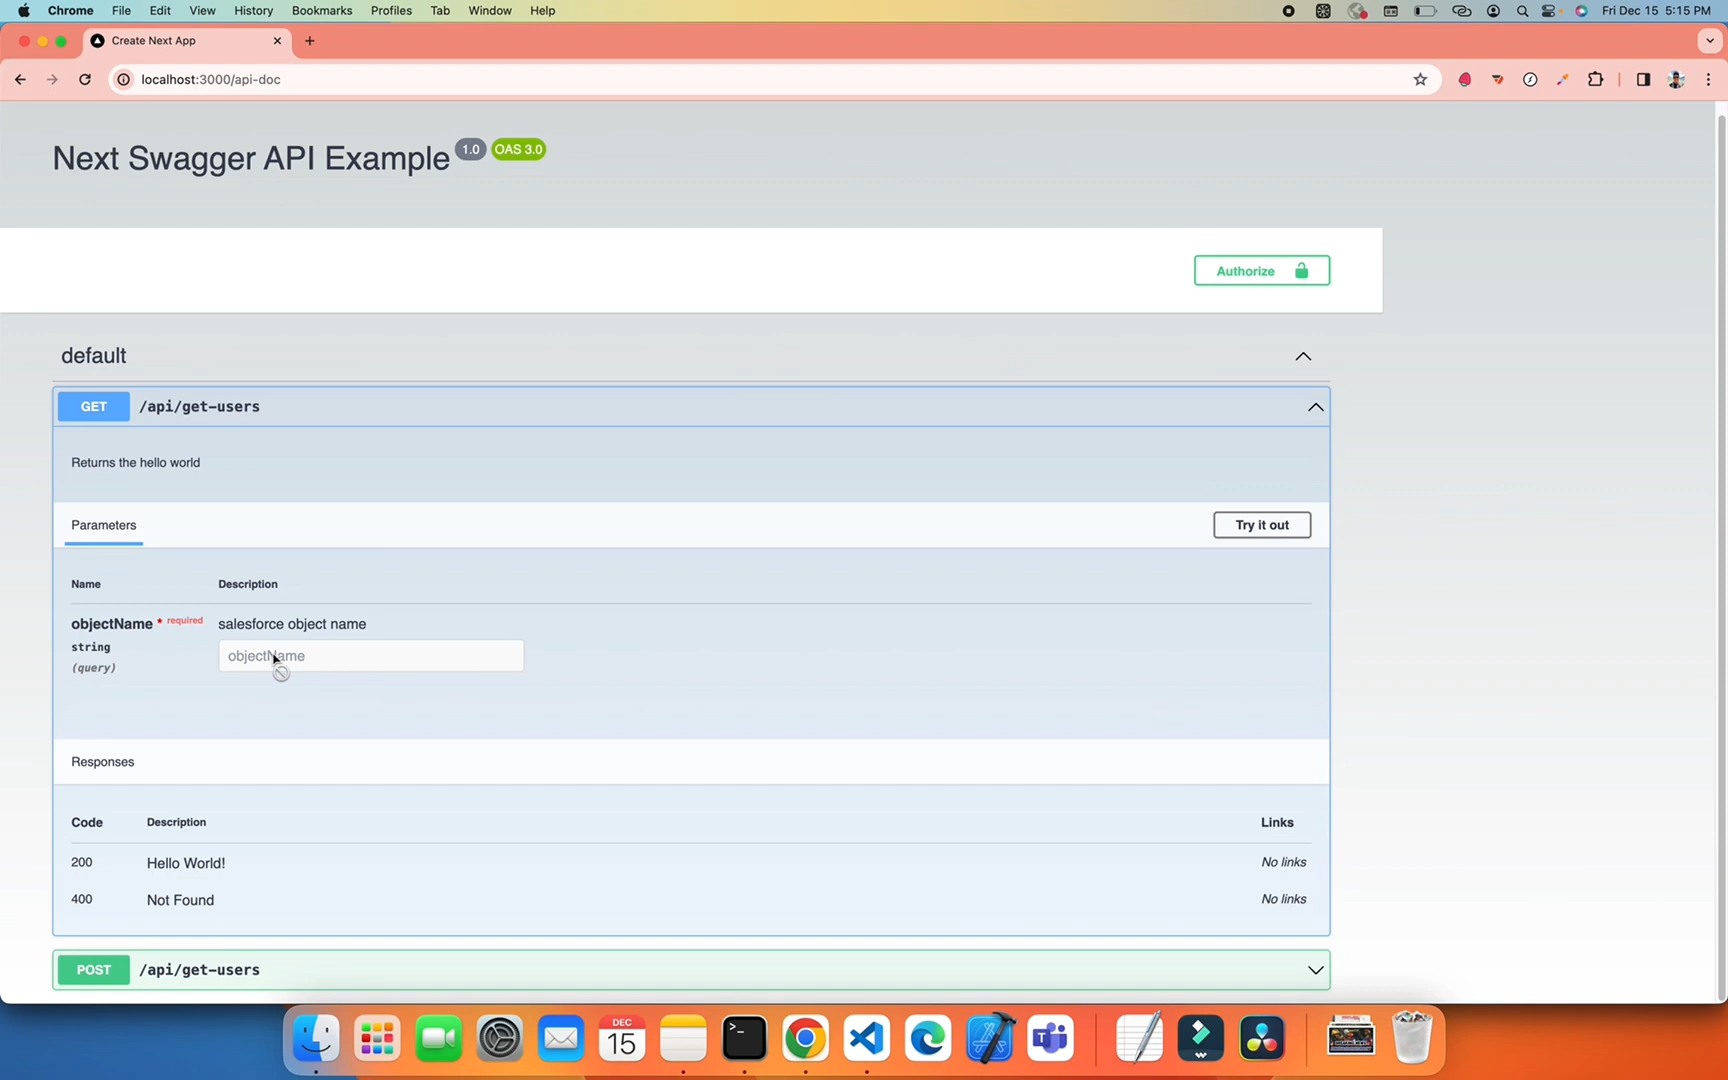 Chrome File Edit View History Bookmarks Profiles Tab Window Help Fri Dec 15 5:15 PM
Create Next App
localhost:3000/api-doc
Next Swagger API Example 1.0 OAS 3.0
Authorize
default
GET /api/get-users
Returns the hello world
Parameters Try it out
Name Description
objectName * required salesforce object name
string objectName
(query)
Responses
Code Description Links
200 Hello World! No links
400 Not Found No links
POST /api/get-users
DEC
15